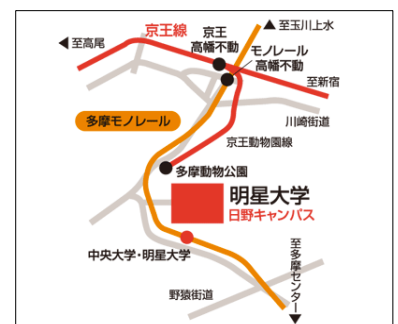 京王線
京王
高幡不動
▲至玉川上水
◀至高尾
モノレール
高幡不動
至新宿
川崎街道
多摩モノレール
京王動物園線
多摩動物公園
明星大学
日野キャンパス
中央大学・明星大学
至多摩センター▼
野猿街道